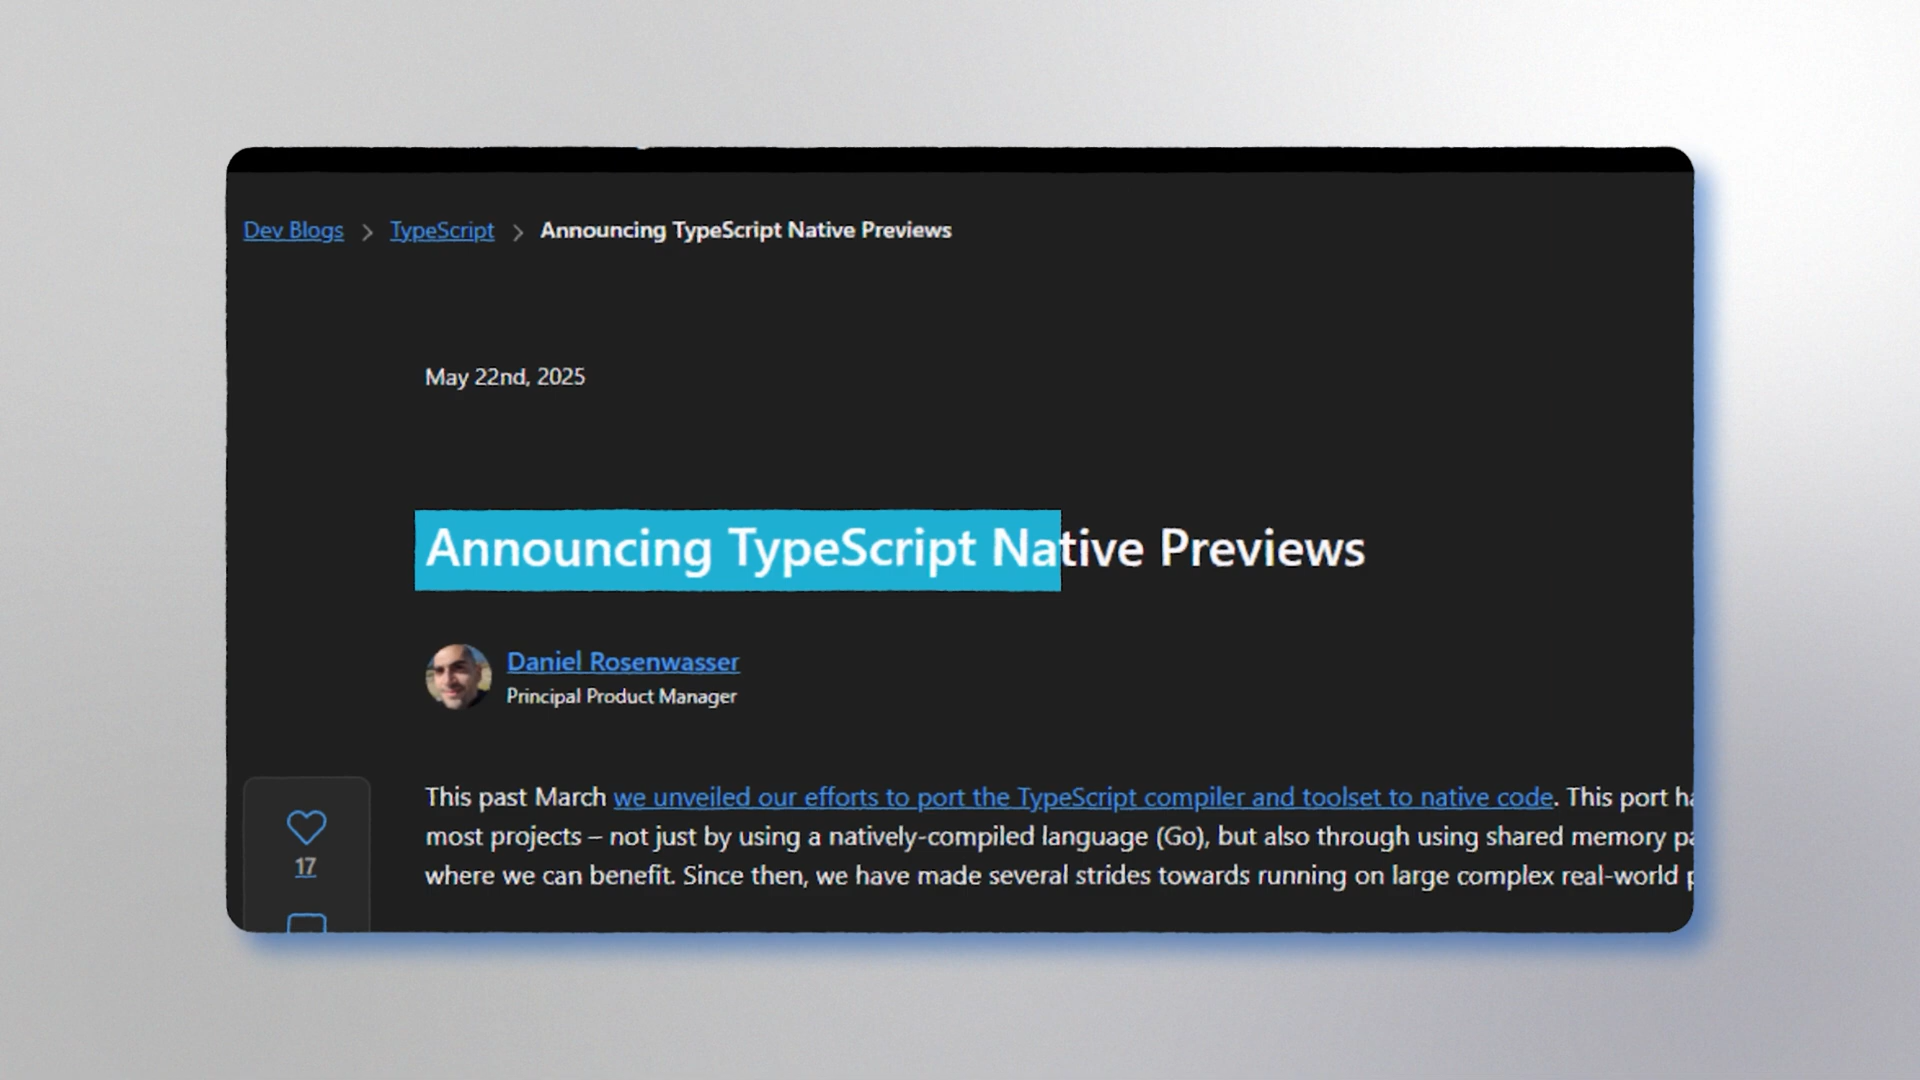 Dev Blogs > TypeScript > Announcing TypeScript Native Previews
May 22nd, 2025
Announcing TypeScript Native Previews
Daniel Rosenwasser
Principal Product Manager
This past March we unveiled our efforts to port the TypeScript compiler and toolset to native code. This port
most projects – not just by using a natively-compiled language (Go), but also through using shared memory
where we can benefit. Since then, we have made several strides towards running on large complex real-world
17